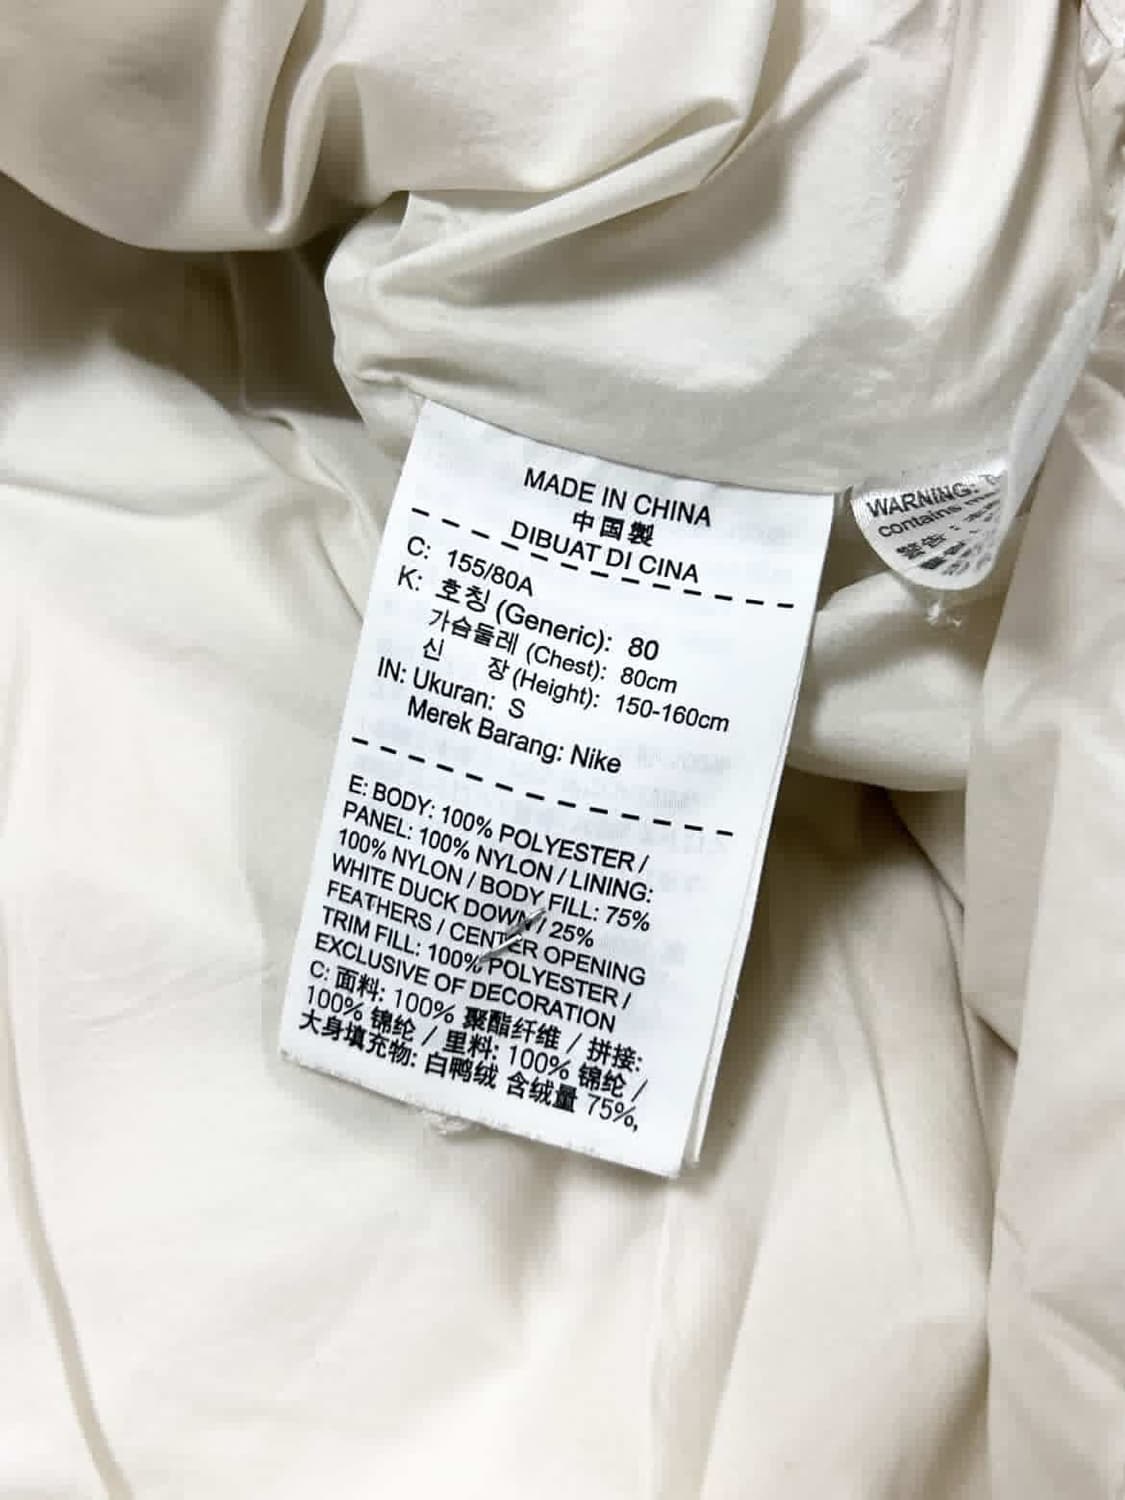 MADE IN CHINA
中国製
DIBUAT DI CINA
C: 155/80A
K: 호칭 (Generic): 80
가슴둘레 (Chest): 80cm
신 장 (Height): 150-160cm
IN: Ukuran: S
Merek Barang: Nike
E: BODY: 100% POLYESTER /
PANEL: 100% NYLON / LINING:
100% NYLON / BODY FILL: 75%
WHITE DUCK DOWN / 25%
FEATHERS / CENTER OPENING
TRIM FILL: 100% POLYESTER /
EXCLUSIVE OF DECORATION
C: 面料: 100% 聚酯纤维 / 拼接:
100% 锦纶 / 里料: 100% 锦纶 /
大身填充物: 白鸭绒 含绒量 75%,
WARNING:
contains
警告: